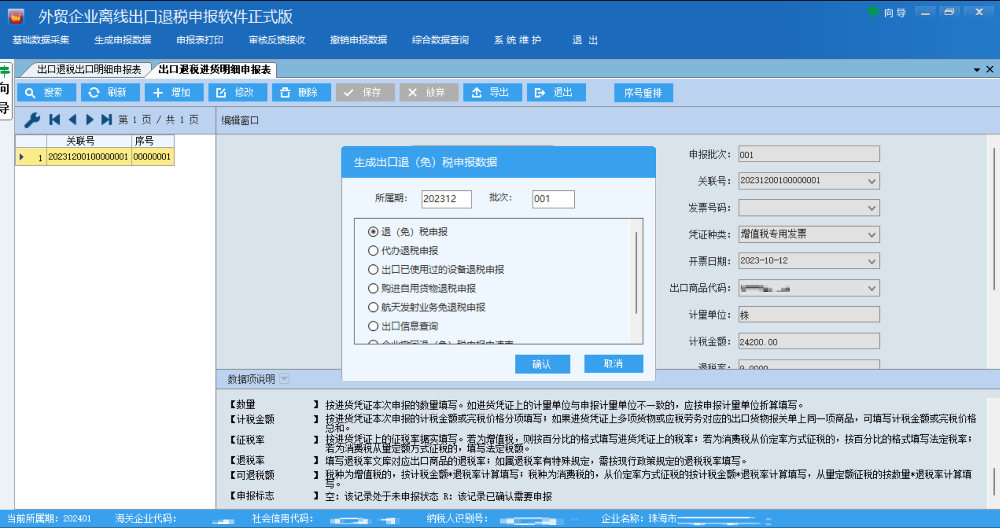 外贸企业离线出口退税申报软件正式版
向导
基础数据采集 生成申报数据 申报表打印 审核反馈接收 撤销申报数据 综合数据查询 系统维护 退出
向导
出口退税出口明细申报表 出口退税进货明细申报表
搜索 刷新 增加 修改 删除 保存 放弃 导出 退出 序号重排
第 1 页 / 共 1 页
编辑窗口
关联号 序号
1 20231200100000001 00000001
生成出口退（免）税申报数据
所属期： 202312 批次： 001
退（免）税申报
代办退税申报
出口已使用过的设备退税申报
购进自用货物退税申报
航天发射业务免退税申报
出口信息查询
企业撤回退（免）税申报申请表
确认 取消
申报批次： 001
关联号： 20231200100000001
发票号码：
凭证种类： 增值税专用发票
开票日期： 2023-10-12
出口商品代码：
计量单位： 株
计税金额： 24200.00
退税率： 9.0000
数据项说明
【数量 】 按进货凭证本次申报的数量填写。如进货凭证上的计量单位与申报计量单位不一致的，应按申报计量单位折算填写。
【计税金额 】 按进货凭证本次申报的计税金额或完税价格分项填写；如果进货凭证上多项货物或应税劳务对应的出口货物报关单上同一项商品，可填写计税金额或完税价格
总和。
【征税率 】 按进货凭证上的征税率据实填写。若为增值税，则按百分比的格式填写进货凭证上的税率；若为消费税从价定率方式征税的，按百分比的格式填写法定税率；
若为消费税从量定额方式征税的，填写法定税额。
【退税率 】 填写退税率文库对应出口商品的退税率；如属退税率有特殊规定，需按现行政策规定的退税税率填写。
【可退税额 】 税种为增值税的，按计税金额*退税率计算填写；税种为消费税的，从价定率方式征税的按计税金额*退税率计算填写，从量定额征税的按数量*退税率计算填
写。
【申报标志 】 空：该记录处于未申报状态 R：该记录已确认需要申报
当前所属期：202401 海关企业代码： 社会信用代码： 纳税人识别号： 企业名称：珠海市